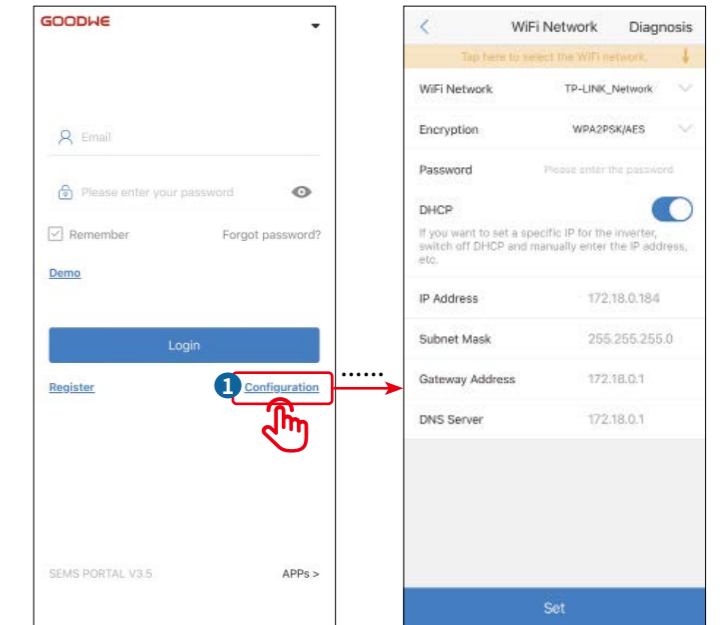 GOODWE
Email
Please enter your password
Remember Forgot password?
Demo
Login
Register 1 Configuration
SEMS PORTAL V3.5 APPs >
......
WiFi Network Diagnosis
Tap here to select the WiFi network.
WiFi Network TP-LINK_Network
Encryption WPA2PSK/AES
Password Please enter the password
DHCP
If you want to set a specific IP for the inverter,
switch off DHCP and manually enter the IP address,
etc.
IP Address 172.18.0.184
Subnet Mask 255.255.255.0
Gateway Address 172.18.0.1
DNS Server 172.18.0.1
Set